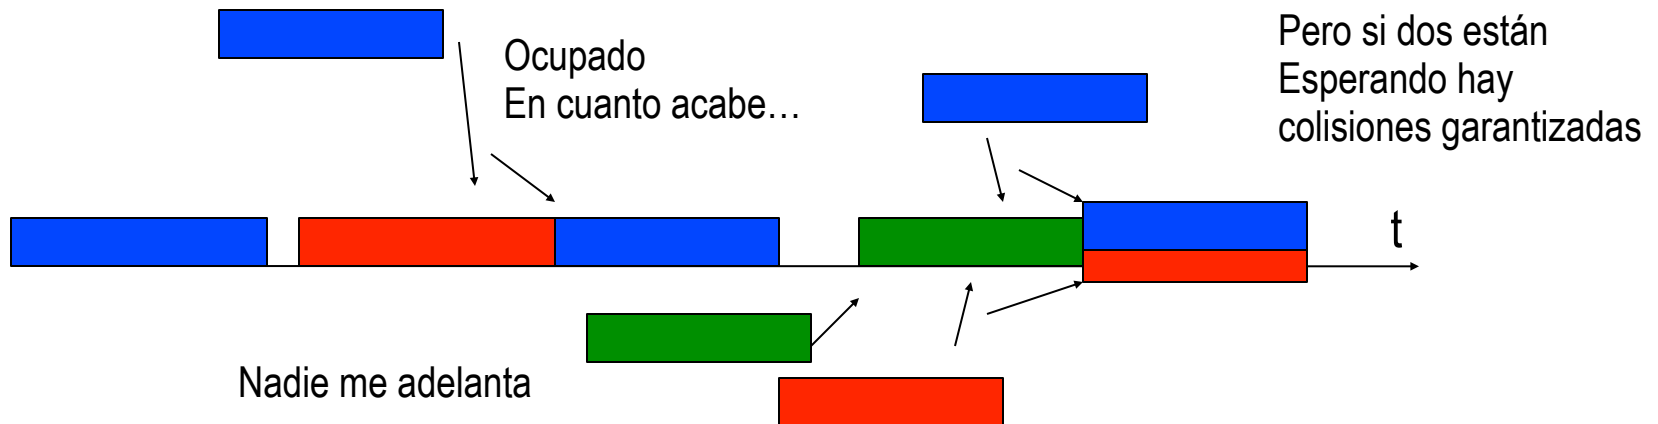 Ocupado
En cuanto acabe…
Pero si dos están
Esperando hay
colisiones garantizadas
t
Nadie me adelanta